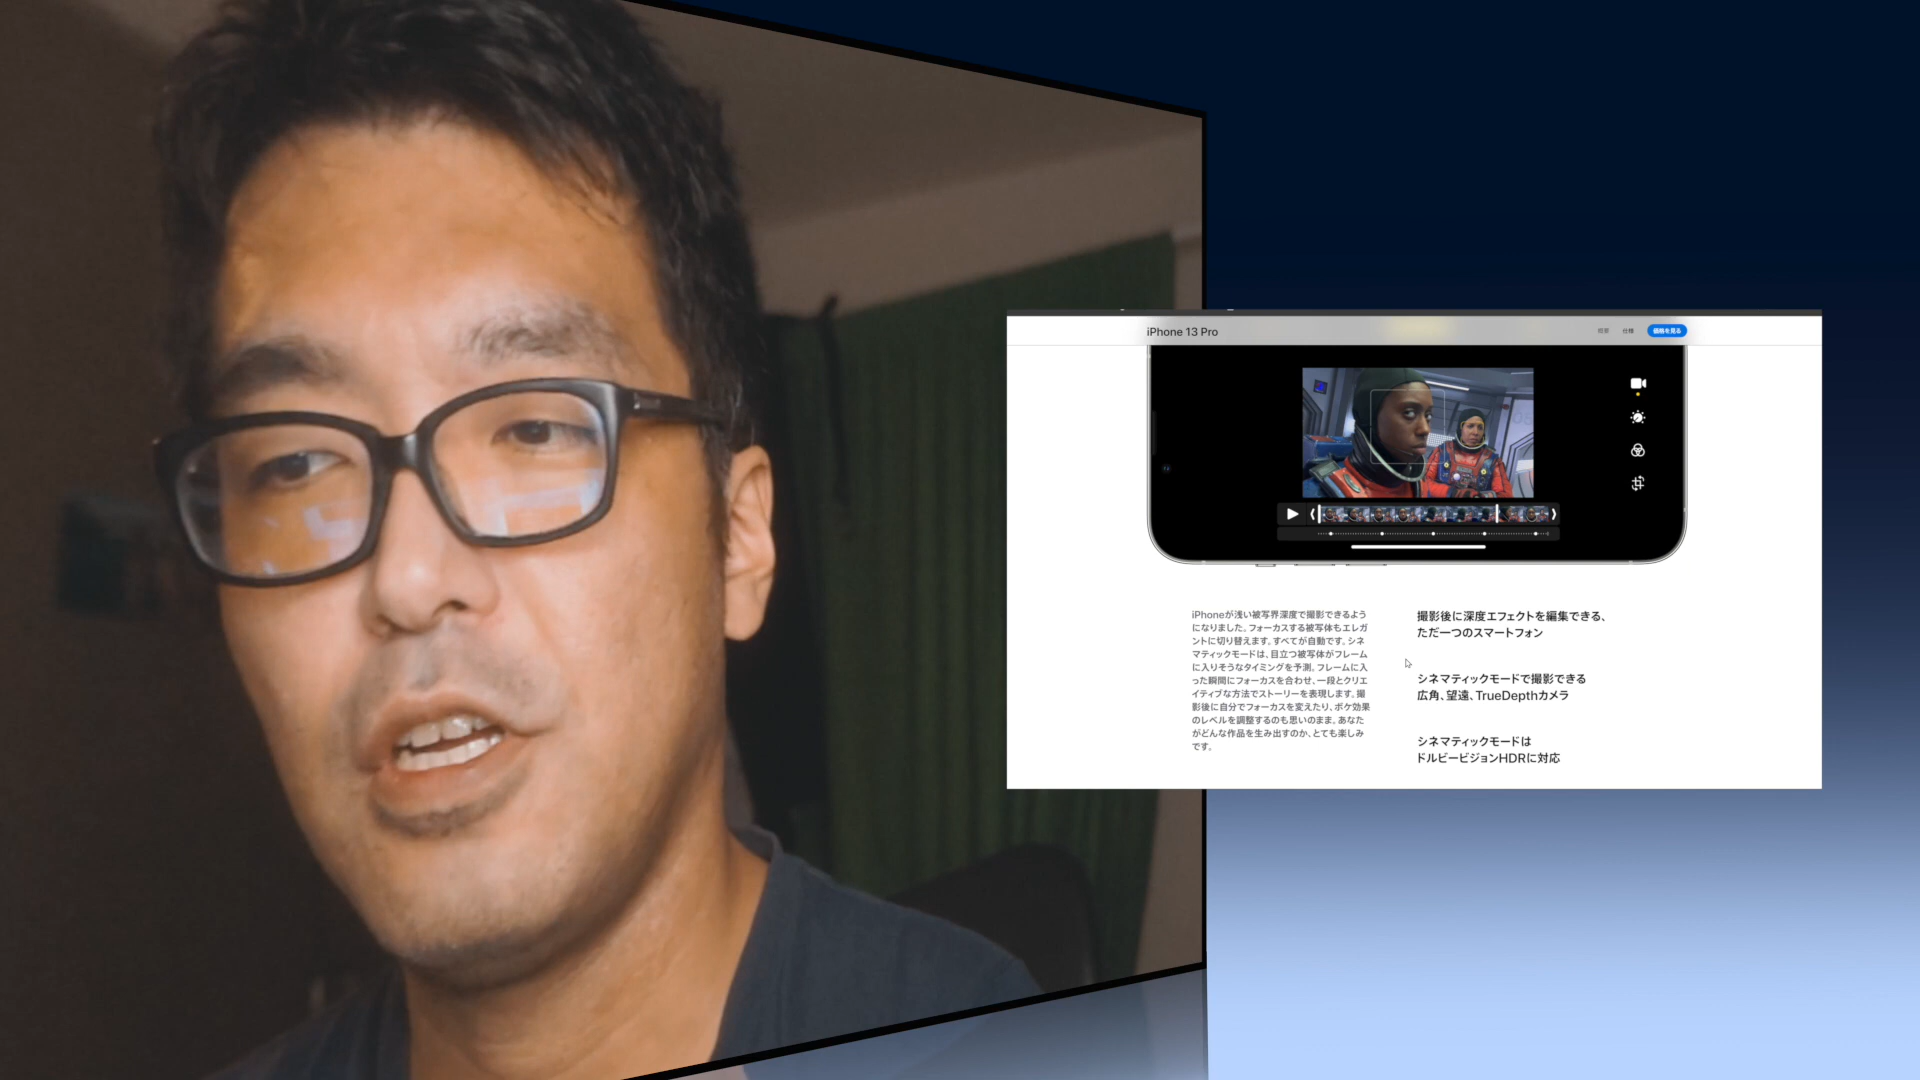 iPhone 13 Pro
概要 仕様 価格を見る
iPhoneが浅い被写界深度で撮影できるよう
になりました。フォーカスする被写体もエレガ
ントに切り替えます。すべてが自動です。シネ
マティックモードは、目立つ被写体がフレーム
に入りそうなタイミングを予測。フレームに入
った瞬間にフォーカスを合わせ、一段とクリエ
イティブな方法でストーリーを表現します。撮
影後に自分でフォーカスを変えたり、ボケ効果
のレベルを調整するのも思いのまま。あなた
がどんな作品を生み出すのか、とても楽しみ
です。
撮影後に深度エフェクトを編集できる、
ただ一つのスマートフォン
シネマティックモードで撮影できる
広角、望遠、TrueDepthカメラ
シネマティックモードは
ドルビービジョンHDRに対応